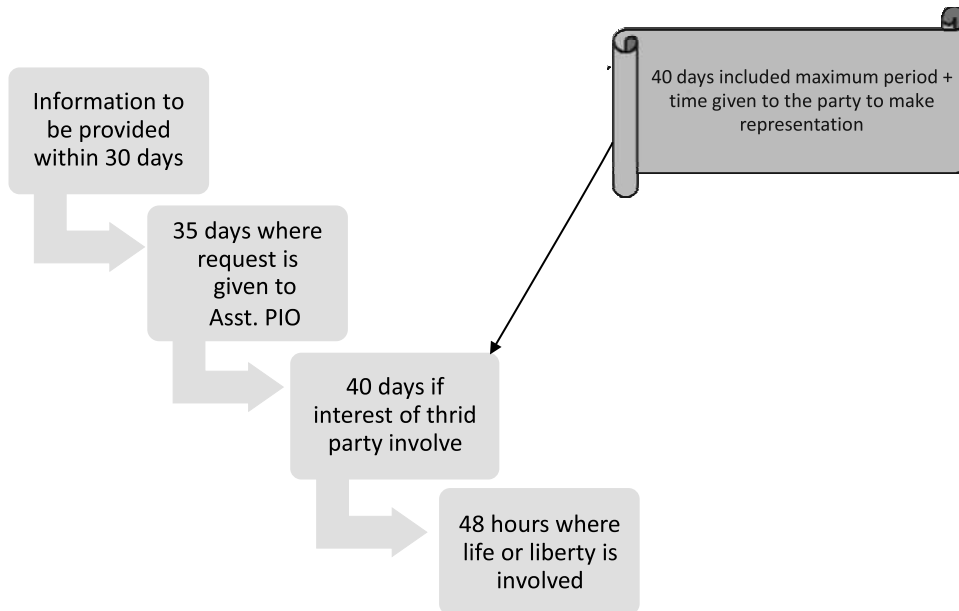 40 days included maximum period +
time given to the party to make
representation
Information to
be provided
within 30 days
35 days where
request is
given to
Asst. PIO
40 days if
interest of thrid
party involve
48 hours where
life or liberty is
involved